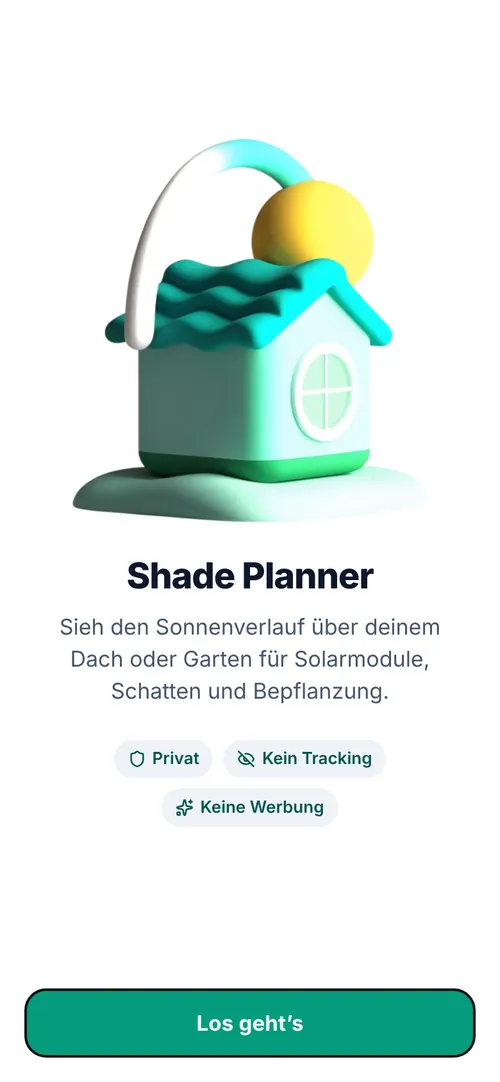 Shade Planner
Sieh den Sonnenverlauf über deinem
Dach oder Garten für Solarmodule,
Schatten und Bepflanzung.
Privat
Kein Tracking
Keine Werbung
Los geht’s